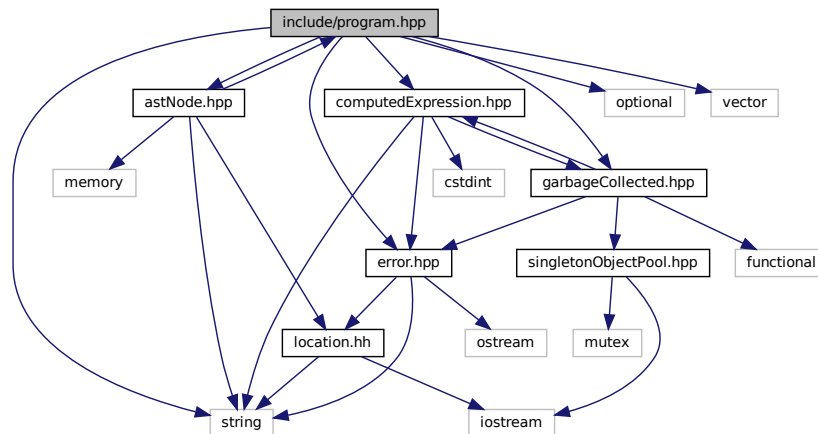 include/program.hpp
astNode.hpp
computedExpression.hpp
optional
vector
memory
cstdint
garbageCollected.hpp
error.hpp
singletonObjectPool.hpp
functional
location.hh
ostream
mutex
string
iostream